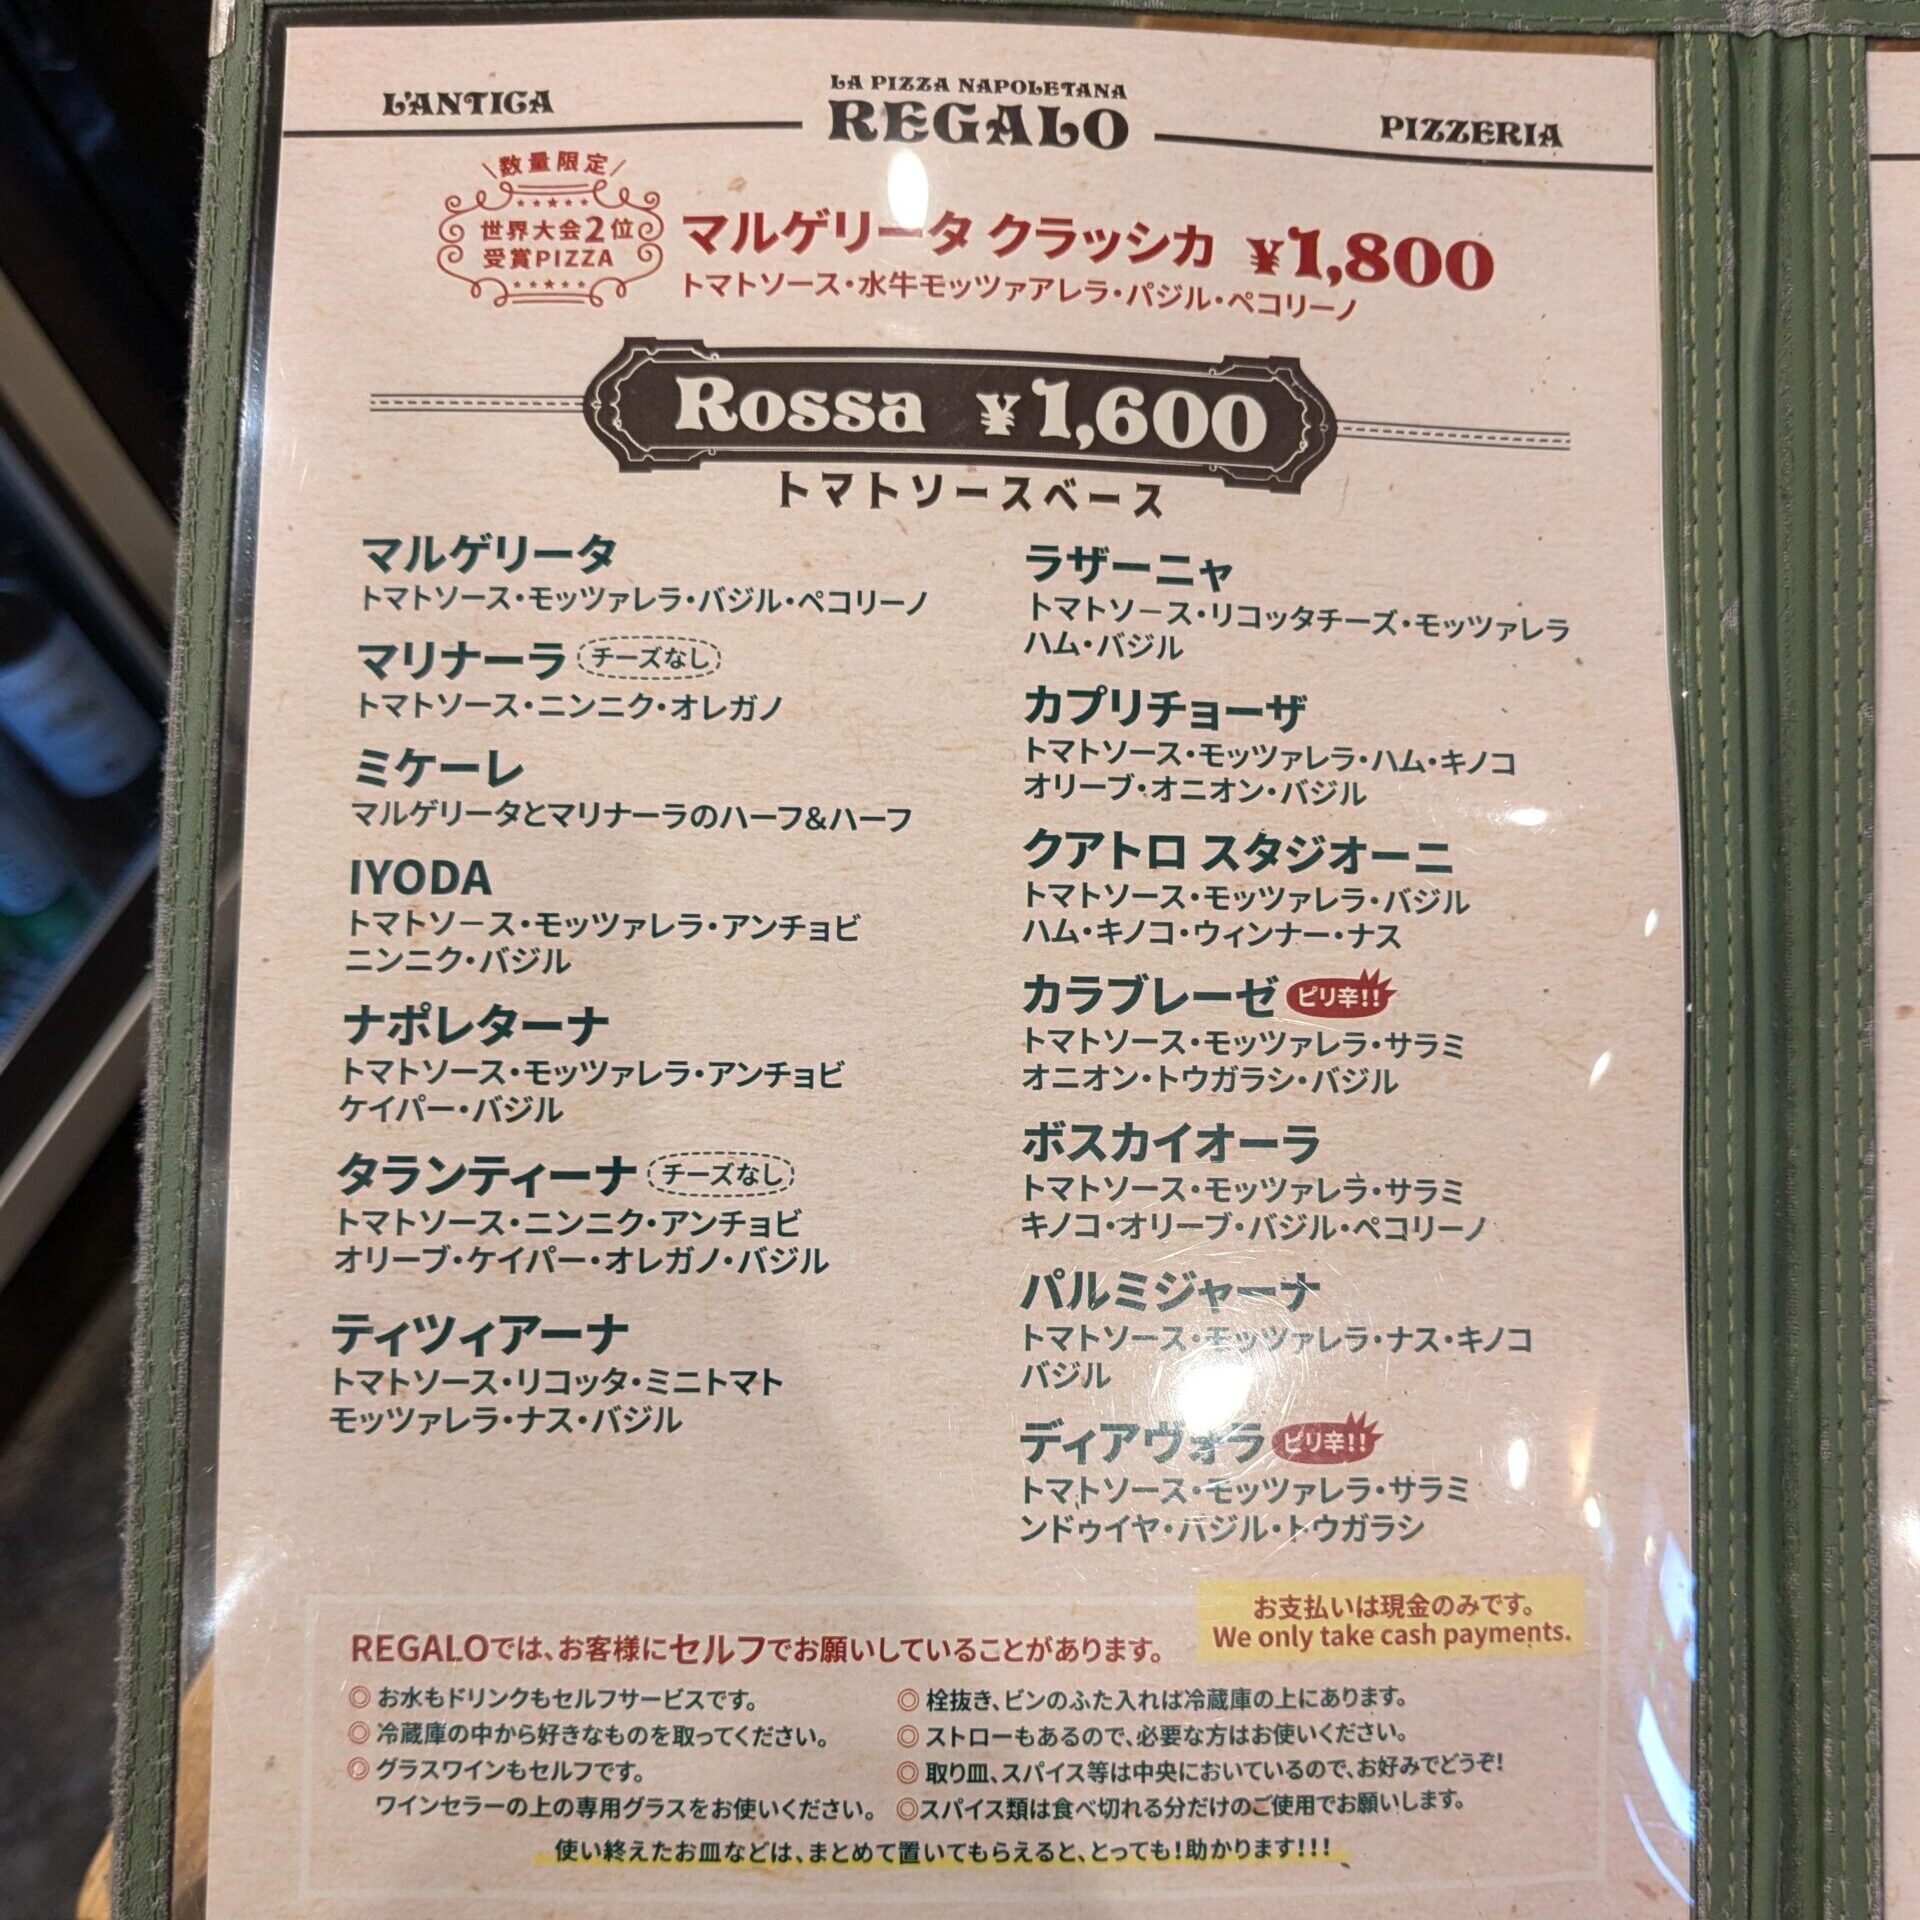 L'ANTICA
LA PIZZA NAPOLETANA
REGALO
PIZZERIA
数量限定
世界大会2位
受賞PIZZA
マルゲリータ クラッシカ ¥1,800
トマトソース・水牛モッツァアレラ・バジル・ペコリーノ
Rossa ¥1,600
トマトソースベース
マルゲリータ
トマトソース・モッツァレラ・バジル・ペコリーノ
マリナーラ チーズなし
トマトソース・ニンニク・オレガノ
ミケーレ
マルゲリータとマリナーラのハーフ&ハーフ
IYODA
トマトソース・モッツァレラ・アンチョビ
ニンニク・バジル
ナポレターナ
トマトソース・モッツァレラ・アンチョビ
ケイパー・バジル
タランティーナ チーズなし
トマトソース・ニンニク・アンチョビ
オリーブ・ケイパー・オレガノ・バジル
ティツィアーナ
トマトソース・リコッタ・ミニトマト
モッツァレラ・ナス・バジル
ラザーニャ
トマトソース・リコッタチーズ・モッツァレラ
ハム・バジル
カプリチョーザ
トマトソース・モッツァレラ・ハム・キノコ
オリーブ・オニオン・バジル
クアトロ スタジオーニ
トマトソース・モッツァレラ・バジル
ハム・キノコ・ウィンナー・ナス
カラブレーゼ ピリ辛!!
トマトソース・モッツァレラ・サラミ
オニオン・トウガラシ・バジル
ボスカイオーラ
トマトソース・モッツァレラ・サラミ
キノコ・オリーブ・バジル・ペコリーノ
パルミジャーナ
トマトソース・モッツァレラ・ナス・キノコ
バジル
ディアヴォラ ピリ辛!!
トマトソース・モッツァレラ・サラミ
ンドゥイヤ・バジル・トウガラシ
お支払いは現金のみです。
We only take cash payments.
REGALOでは、お客様にセルフでお願いしていることがあります。
◎ お水もドリンクもセルフサービスです。
◎ 冷蔵庫の中から好きなものを取ってください。
◎ グラスワインもセルフです。
ワインセラーの上の専用グラスをお使いください。
◎ 栓抜き、ビンのふた入れは冷蔵庫の上にあります。
◎ ストローもあるので、必要な方はお使いください。
◎ 取り皿、スパイス等は中央においているので、お好みでどうぞ!
◎スパイス類は食べ切れる分だけのご使用でお願いします。
使い終えたお皿などは、まとめて置いてもらえると、とっても!助かります!!!